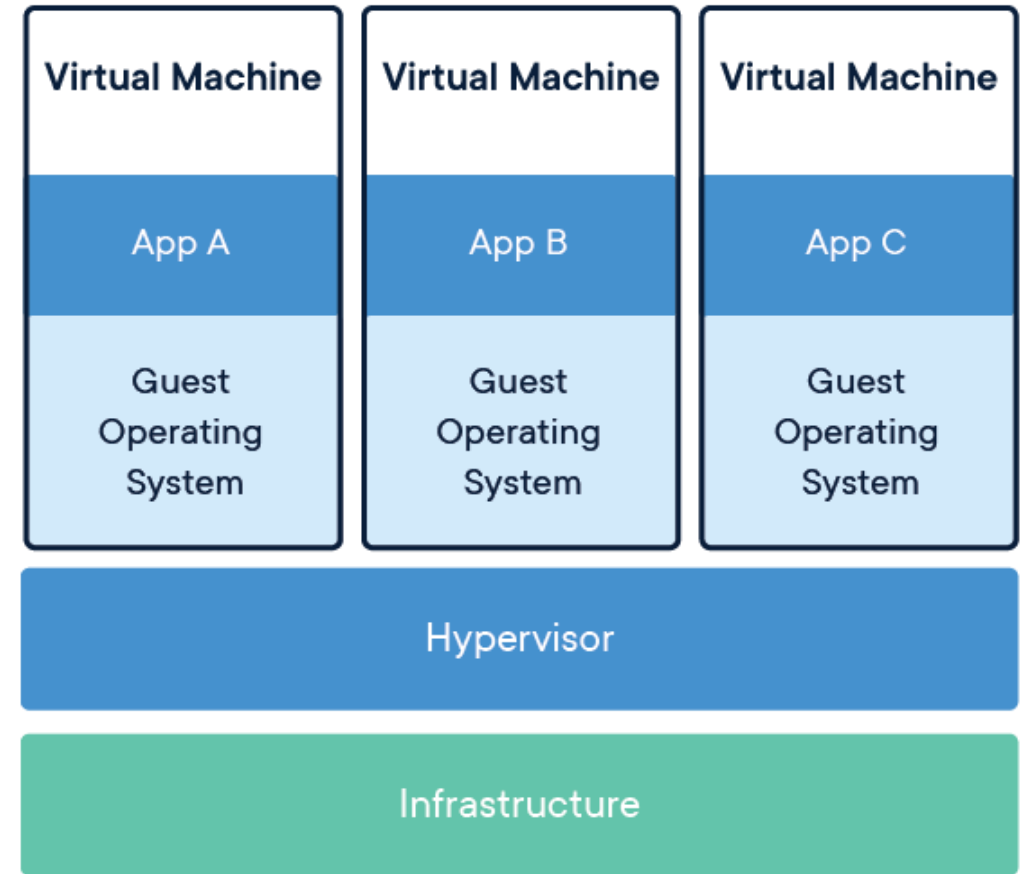 Virtual Machine
Virtual Machine
Virtual Machine
App A
App B
App C
Guest
Operating
System
Guest
Operating
System
Guest
Operating
System
Hypervisor
Infrastructure